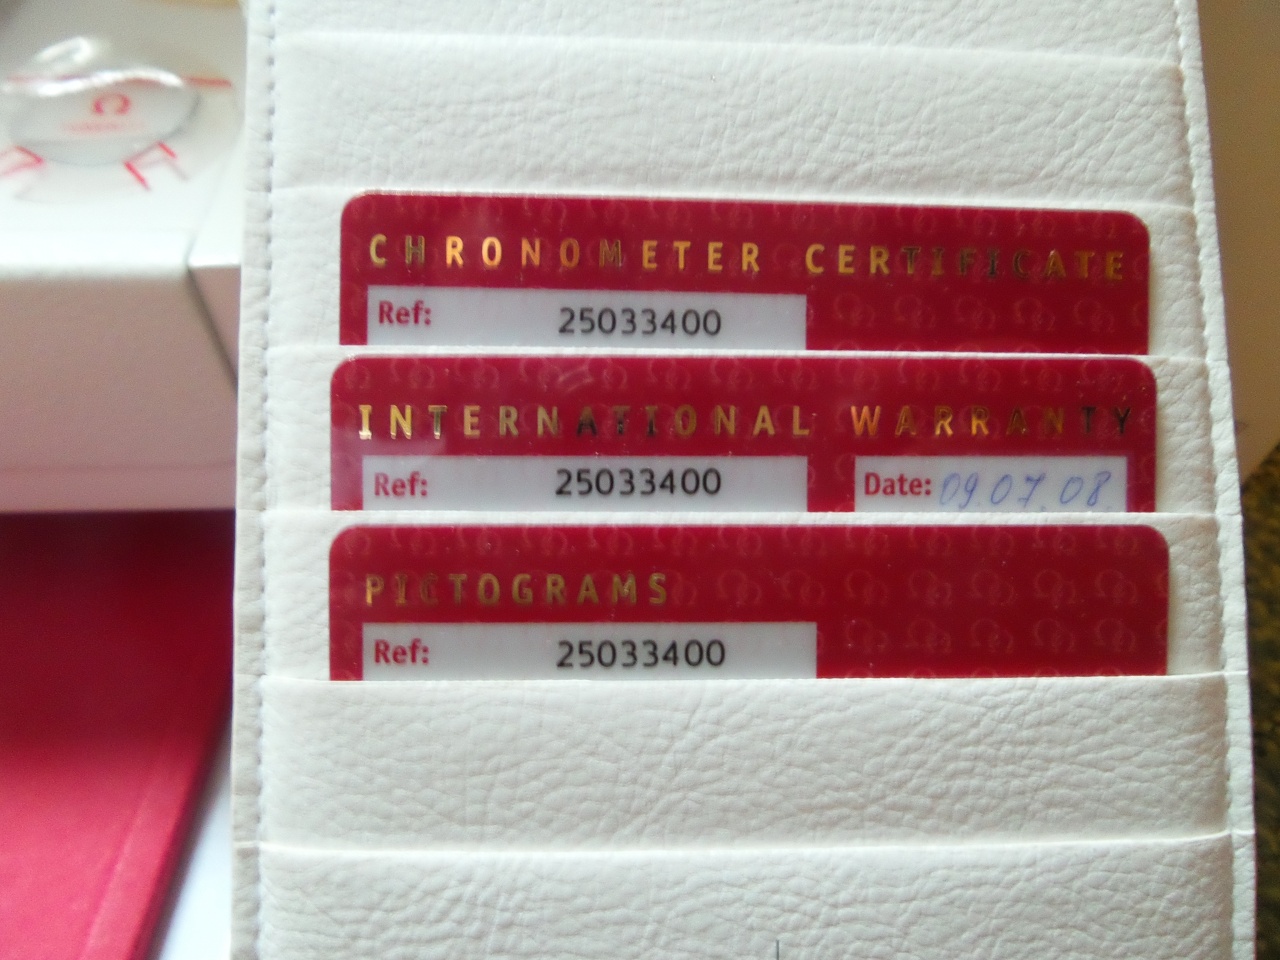 CHRONOMETER CERTIFICATE
Ref: 25033400
INTERNATIONAL WARRANTY
Ref: 25033400 Date: 09.07.08
PICTOGRAMS
Ref: 25033400